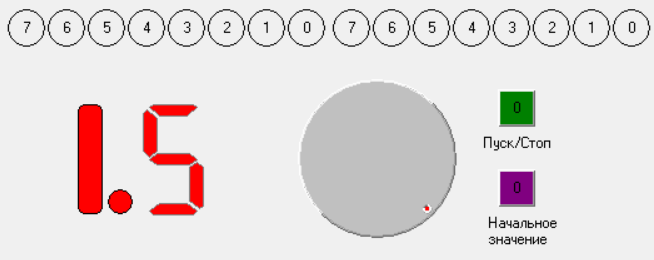 7 6 5 4 3 2 1 0 7 6 5 4 3 2 1 0
1.5
0
Пуск/Стоп
0
Начальное
значение